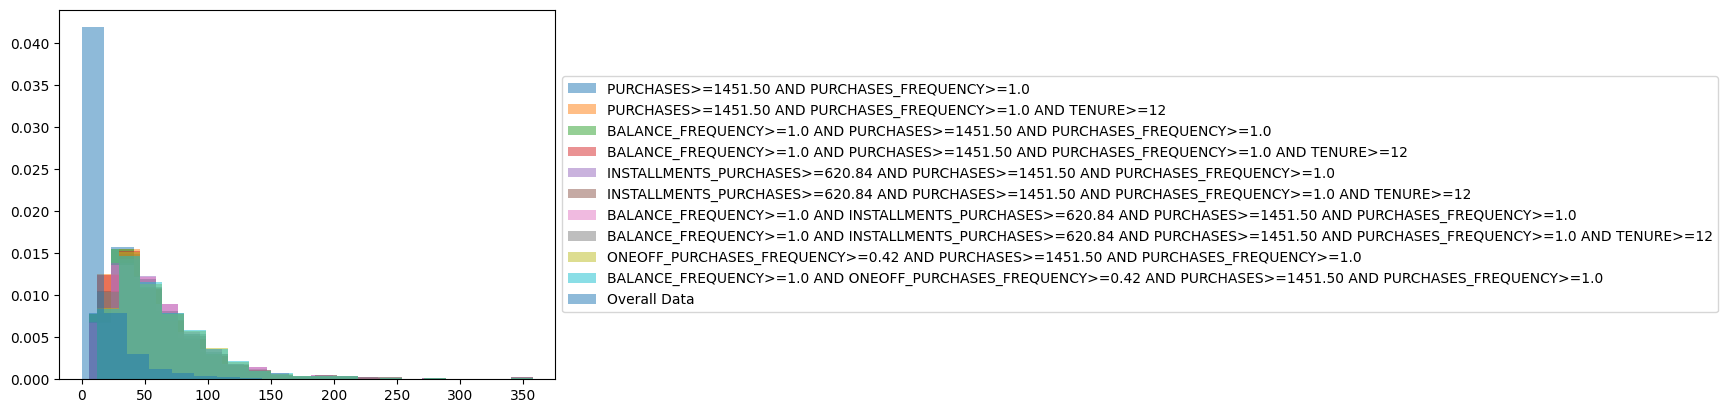 0.040
0.035
0.030
0.025
0.020
0.015
0.010
0.005
0.000
0 50 100 150 200 250 300 350
PURCHASES>=1451.50 AND PURCHASES_FREQUENCY>=1.0
PURCHASES>=1451.50 AND PURCHASES_FREQUENCY>=1.0 AND TENURE>=12
BALANCE_FREQUENCY>=1.0 AND PURCHASES>=1451.50 AND PURCHASES_FREQUENCY>=1.0
BALANCE_FREQUENCY>=1.0 AND PURCHASES>=1451.50 AND PURCHASES_FREQUENCY>=1.0 AND TENURE>=12
INSTALLMENTS_PURCHASES>=620.84 AND PURCHASES>=1451.50 AND PURCHASES_FREQUENCY>=1.0
INSTALLMENTS_PURCHASES>=620.84 AND PURCHASES>=1451.50 AND PURCHASES_FREQUENCY>=1.0 AND TENURE>=12
BALANCE_FREQUENCY>=1.0 AND INSTALLMENTS_PURCHASES>=620.84 AND PURCHASES>=1451.50 AND PURCHASES_FREQUENCY>=1.0
BALANCE_FREQUENCY>=1.0 AND INSTALLMENTS_PURCHASES>=620.84 AND PURCHASES>=1451.50 AND PURCHASES_FREQUENCY>=1.0 AND TENURE>=12
ONEOFF_PURCHASES_FREQUENCY>=0.42 AND PURCHASES>=1451.50 AND PURCHASES_FREQUENCY>=1.0
BALANCE_FREQUENCY>=1.0 AND ONEOFF_PURCHASES_FREQUENCY>=0.42 AND PURCHASES>=1451.50 AND PURCHASES_FREQUENCY>=1.0
Overall Data